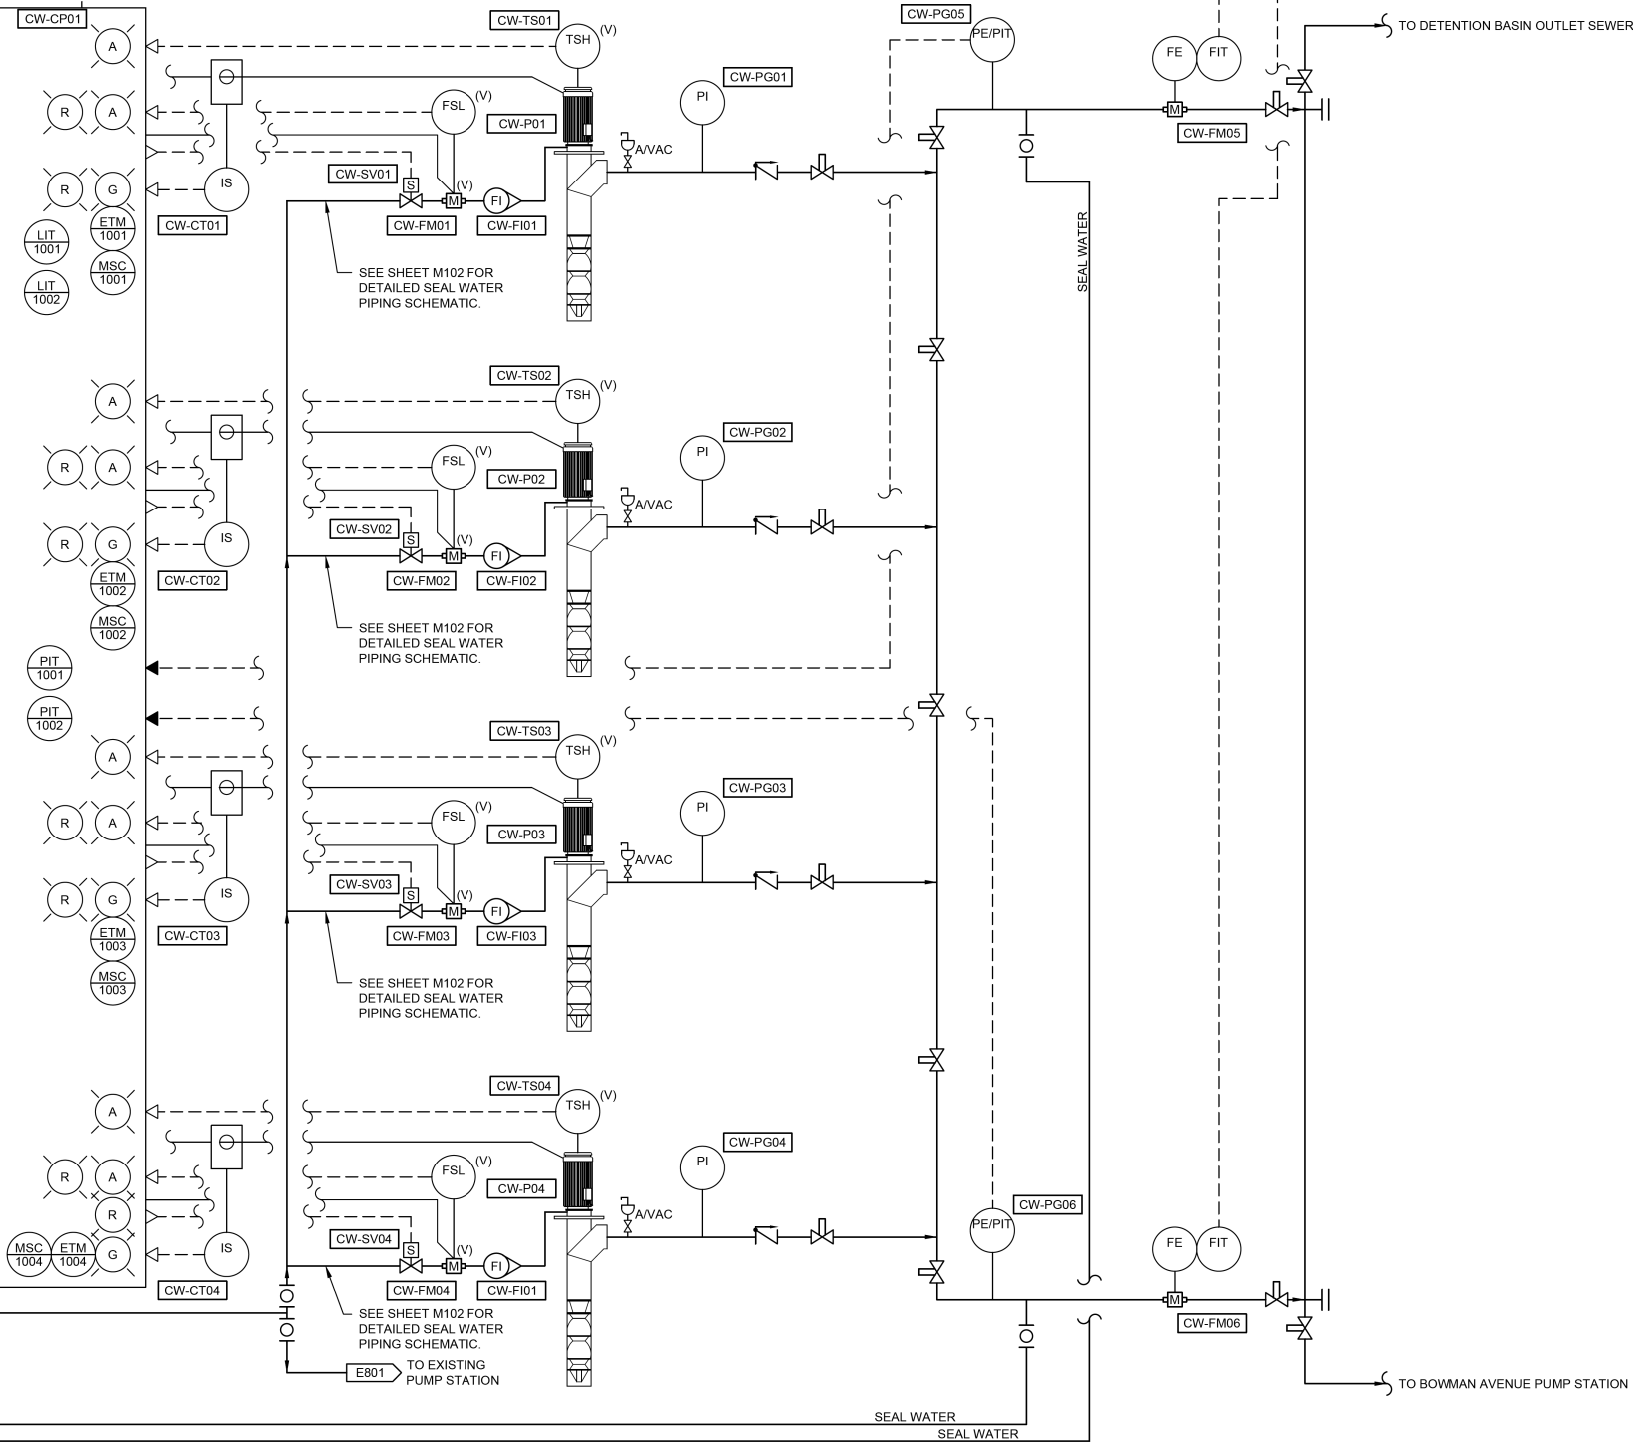 CW-CP01
A
CW-TS01
TSH
(V)
CW-PG05
PE/PIT
FE
FIT
TO DETENTION BASIN OUTLET SEWER
CW-PG01
PI
R
A
FSL
(V)
CW-P01
A/VAC
M
CW-FM05
CW-SV01
S
(V)
M
FI
R
G
IS
CW-CT01
CW-FM01
CW-FI01
ETM
1001
LIT
1001
MSC
1001
LIT
1002
SEE SHEET M102 FOR
DETAILED SEAL WATER
PIPING SCHEMATIC.
SEAL WATER
CW-TS02
TSH
(V)
A
CW-PG02
PI
R
A
FSL
(V)
CW-P02
A/VAC
CW-SV02
S
(V)
M
FI
R
G
IS
CW-CT02
CW-FM02
CW-FI02
ETM
1002
MSC
1002
SEE SHEET M102 FOR
DETAILED SEAL WATER
PIPING SCHEMATIC.
PIT
1001
PIT
1002
CW-TS03
TSH
(V)
A
CW-PG03
PI
R
A
FSL
(V)
CW-P03
A/VAC
CW-SV03
S
(V)
M
FI
R
G
IS
CW-CT03
CW-FM03
CW-FI03
ETM
1003
MSC
1003
SEE SHEET M102 FOR
DETAILED SEAL WATER
PIPING SCHEMATIC.
CW-TS04
TSH
(V)
A
CW-PG04
PI
R
A
FSL
(V)
CW-P04
A/VAC
R
CW-PG06
PE/PIT
FE
FIT
CW-SV04
S
(V)
M
FI
MSC
1004
ETM
1004
G
IS
CW-CT04
CW-FM04
CW-FI01
M
CW-FM06
SEE SHEET M102 FOR
DETAILED SEAL WATER
PIPING SCHEMATIC.
E801
TO EXISTING
PUMP STATION
TO BOWMAN AVENUE PUMP STATION
SEAL WATER
SEAL WATER